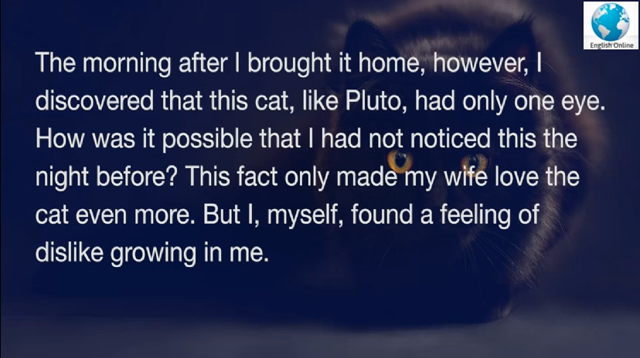 English Online
The morning after I brought it home, however, I
discovered that this cat, like Pluto, had only one eye.
How was it possible that I had not noticed this the
night before? This fact only made my wife love the
cat even more. But I, myself, found a feeling of
dislike growing in me.